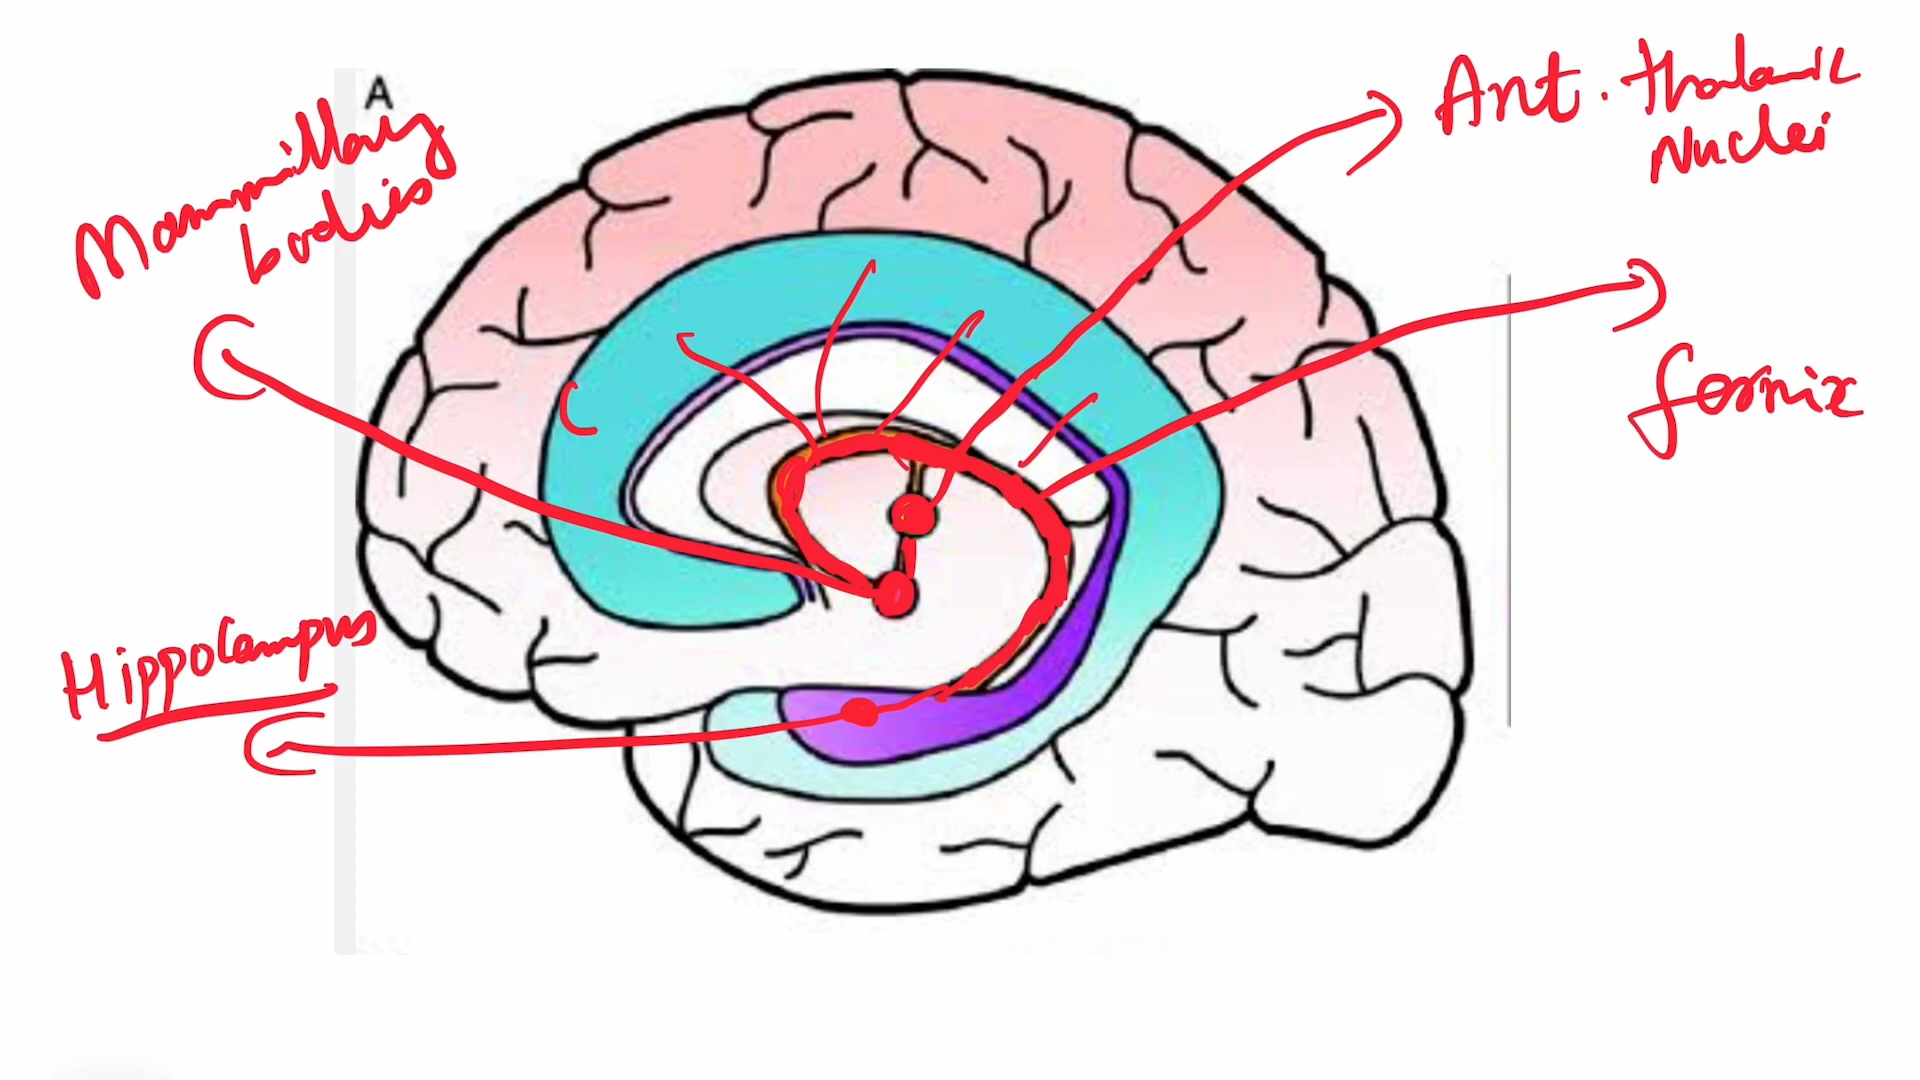 A
Mammillary
bodies
Ant. thalamic
Nuclei
fornix
Hippocampus